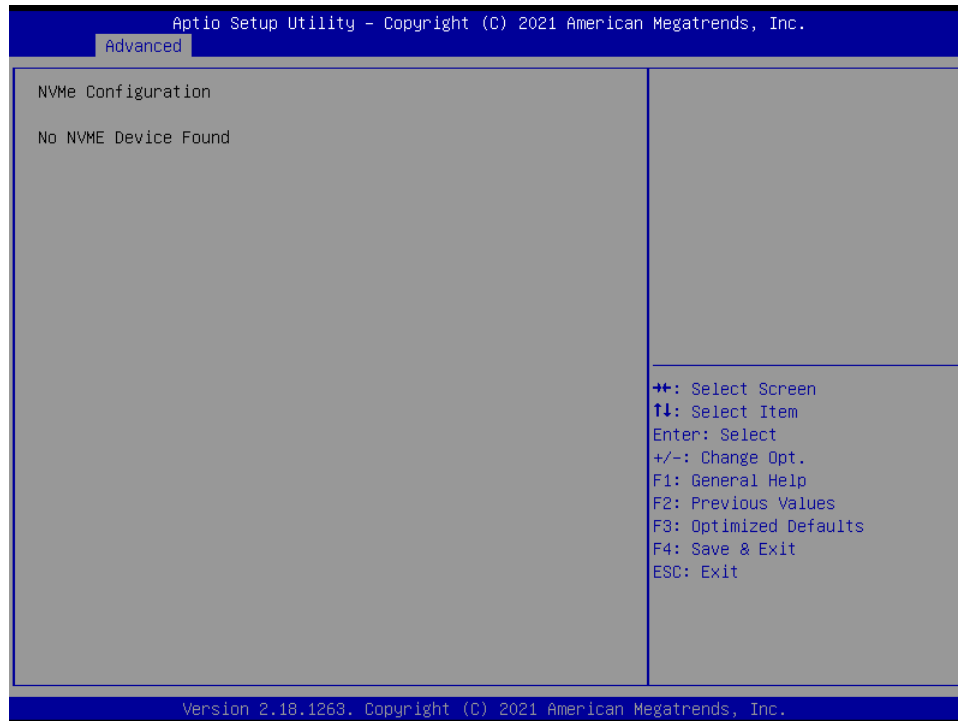 Aptio Setup Utility – Copyright (C) 2021 American Megatrends, Inc.
Advanced
NVMe Configuration
No NVME Device Found
→←: Select Screen
↑↓: Select Item
Enter: Select
+/-: Change Opt.
F1: General Help
F2: Previous Values
F3: Optimized Defaults
F4: Save & Exit
ESC: Exit
Version 2.18.1263. Copyright (C) 2021 American Megatrends, Inc.